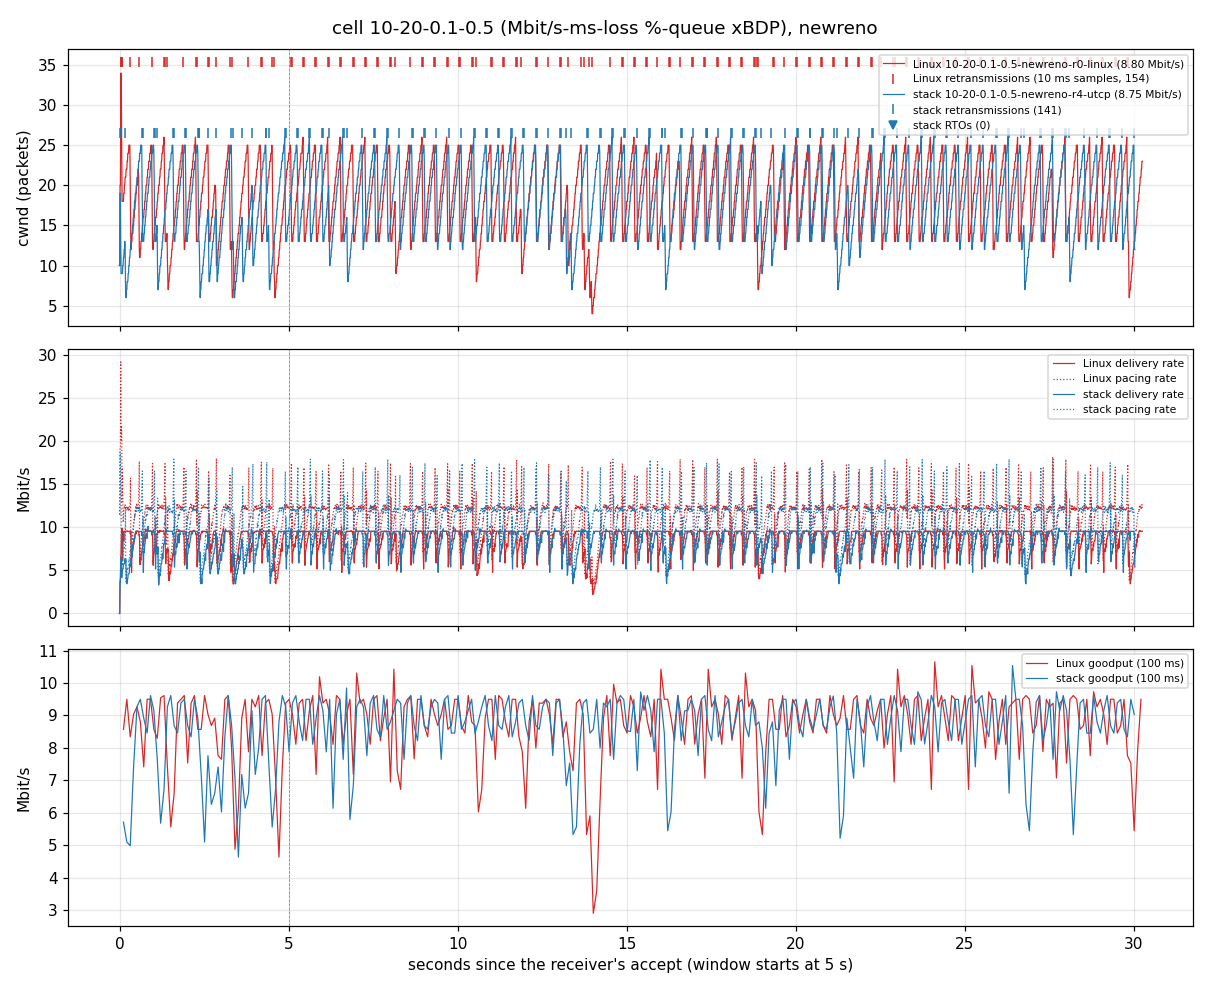 cell 10-20-0.1-0.5 (Mbit/s-ms-loss %-queue xBDP), newreno
cwnd (packets)
35
30
25
20
15
10
5
Linux 10-20-0.1-0.5-newreno-r0-linux (8.80 Mbit/s)
Linux retransmissions (10 ms samples, 154)
stack 10-20-0.1-0.5-newreno-r4-utcp (8.75 Mbit/s)
stack retransmissions (141)
stack RTOs (0)
Mbit/s
30
25
20
15
10
5
0
Linux delivery rate
Linux pacing rate
stack delivery rate
stack pacing rate
Mbit/s
11
10
9
8
7
6
5
4
3
Linux goodput (100 ms)
stack goodput (100 ms)
0 5 10 15 20 25 30
seconds since the receiver's accept (window starts at 5 s)